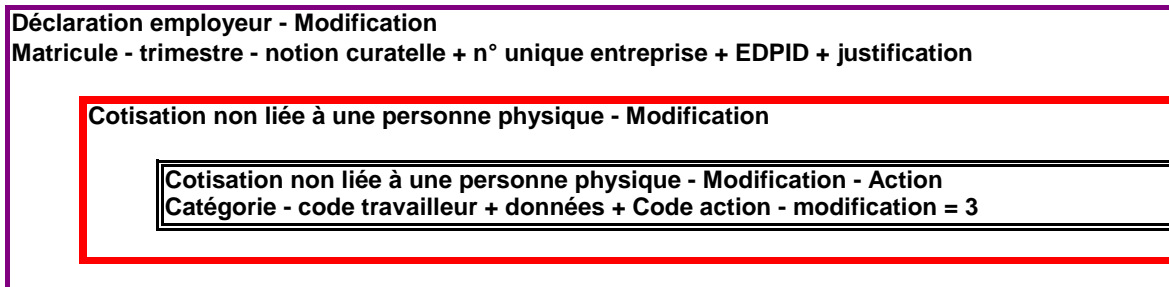 Déclaration employeur - Modification
Matricule - trimestre - notion curatelle + n° unique entreprise + EDPID + justification
Cotisation non liée à une personne physique - Modification
Cotisation non liée à une personne physique - Modification - Action
Catégorie - code travailleur + données + Code action - modification = 3